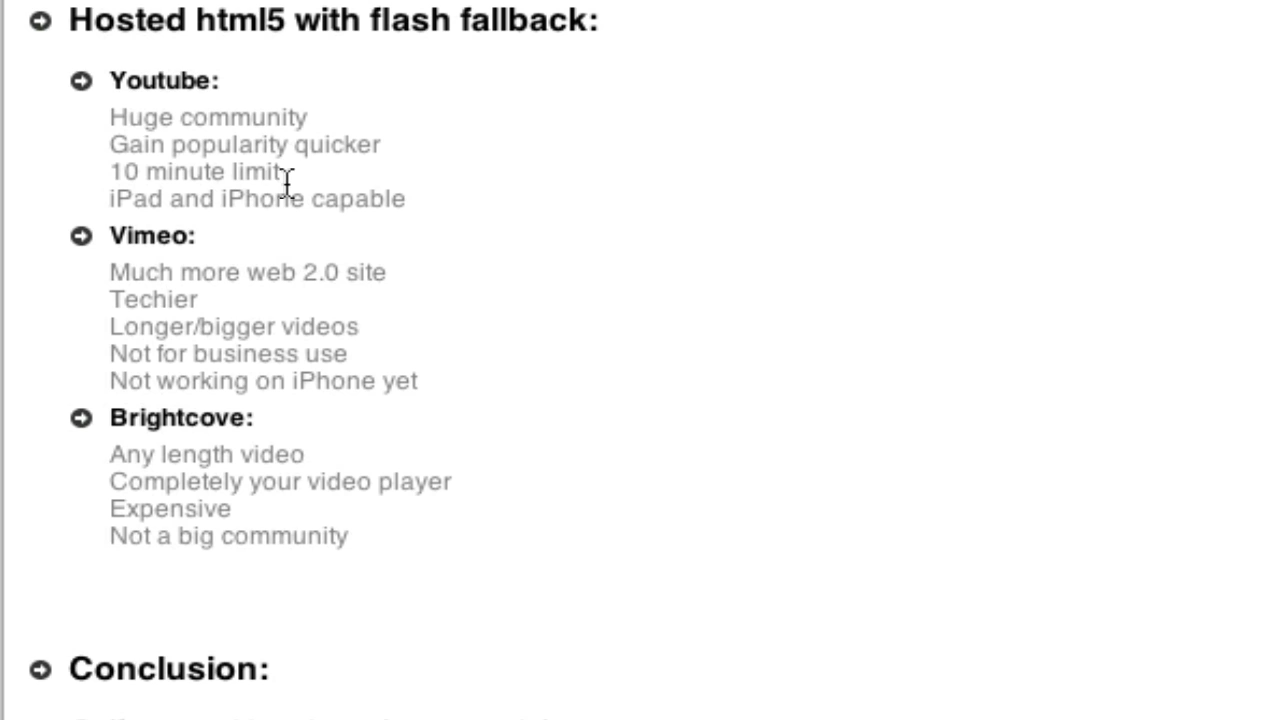 Hosted html5 with flash fallback:
Youtube:
Huge community
Gain popularity quicker
10 minute limit
iPad and iPhone capable
Vimeo:
Much more web 2.0 site
Techier
Longer/bigger videos
Not for business use
Not working on iPhone yet
Brightcove:
Any length video
Completely your video player
Expensive
Not a big community
Conclusion: